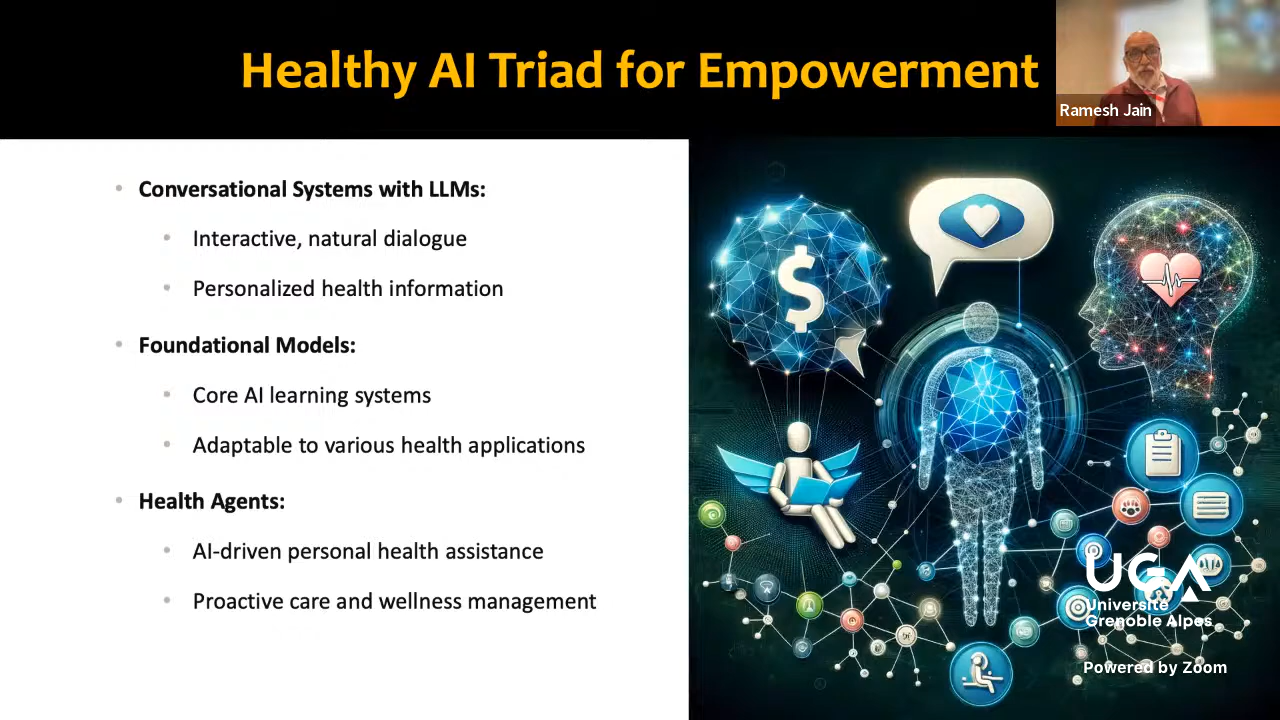 Healthy AI Triad for Empowerment
Ramesh Jain
Conversational Systems with LLMs:
Interactive, natural dialogue
Personalized health information
Foundational Models:
Core AI learning systems
Adaptable to various health applications
Health Agents:
AI-driven personal health assistance
Proactive care and wellness management
$
UGA
Université
Grenoble Alpes
Powered by Zoom